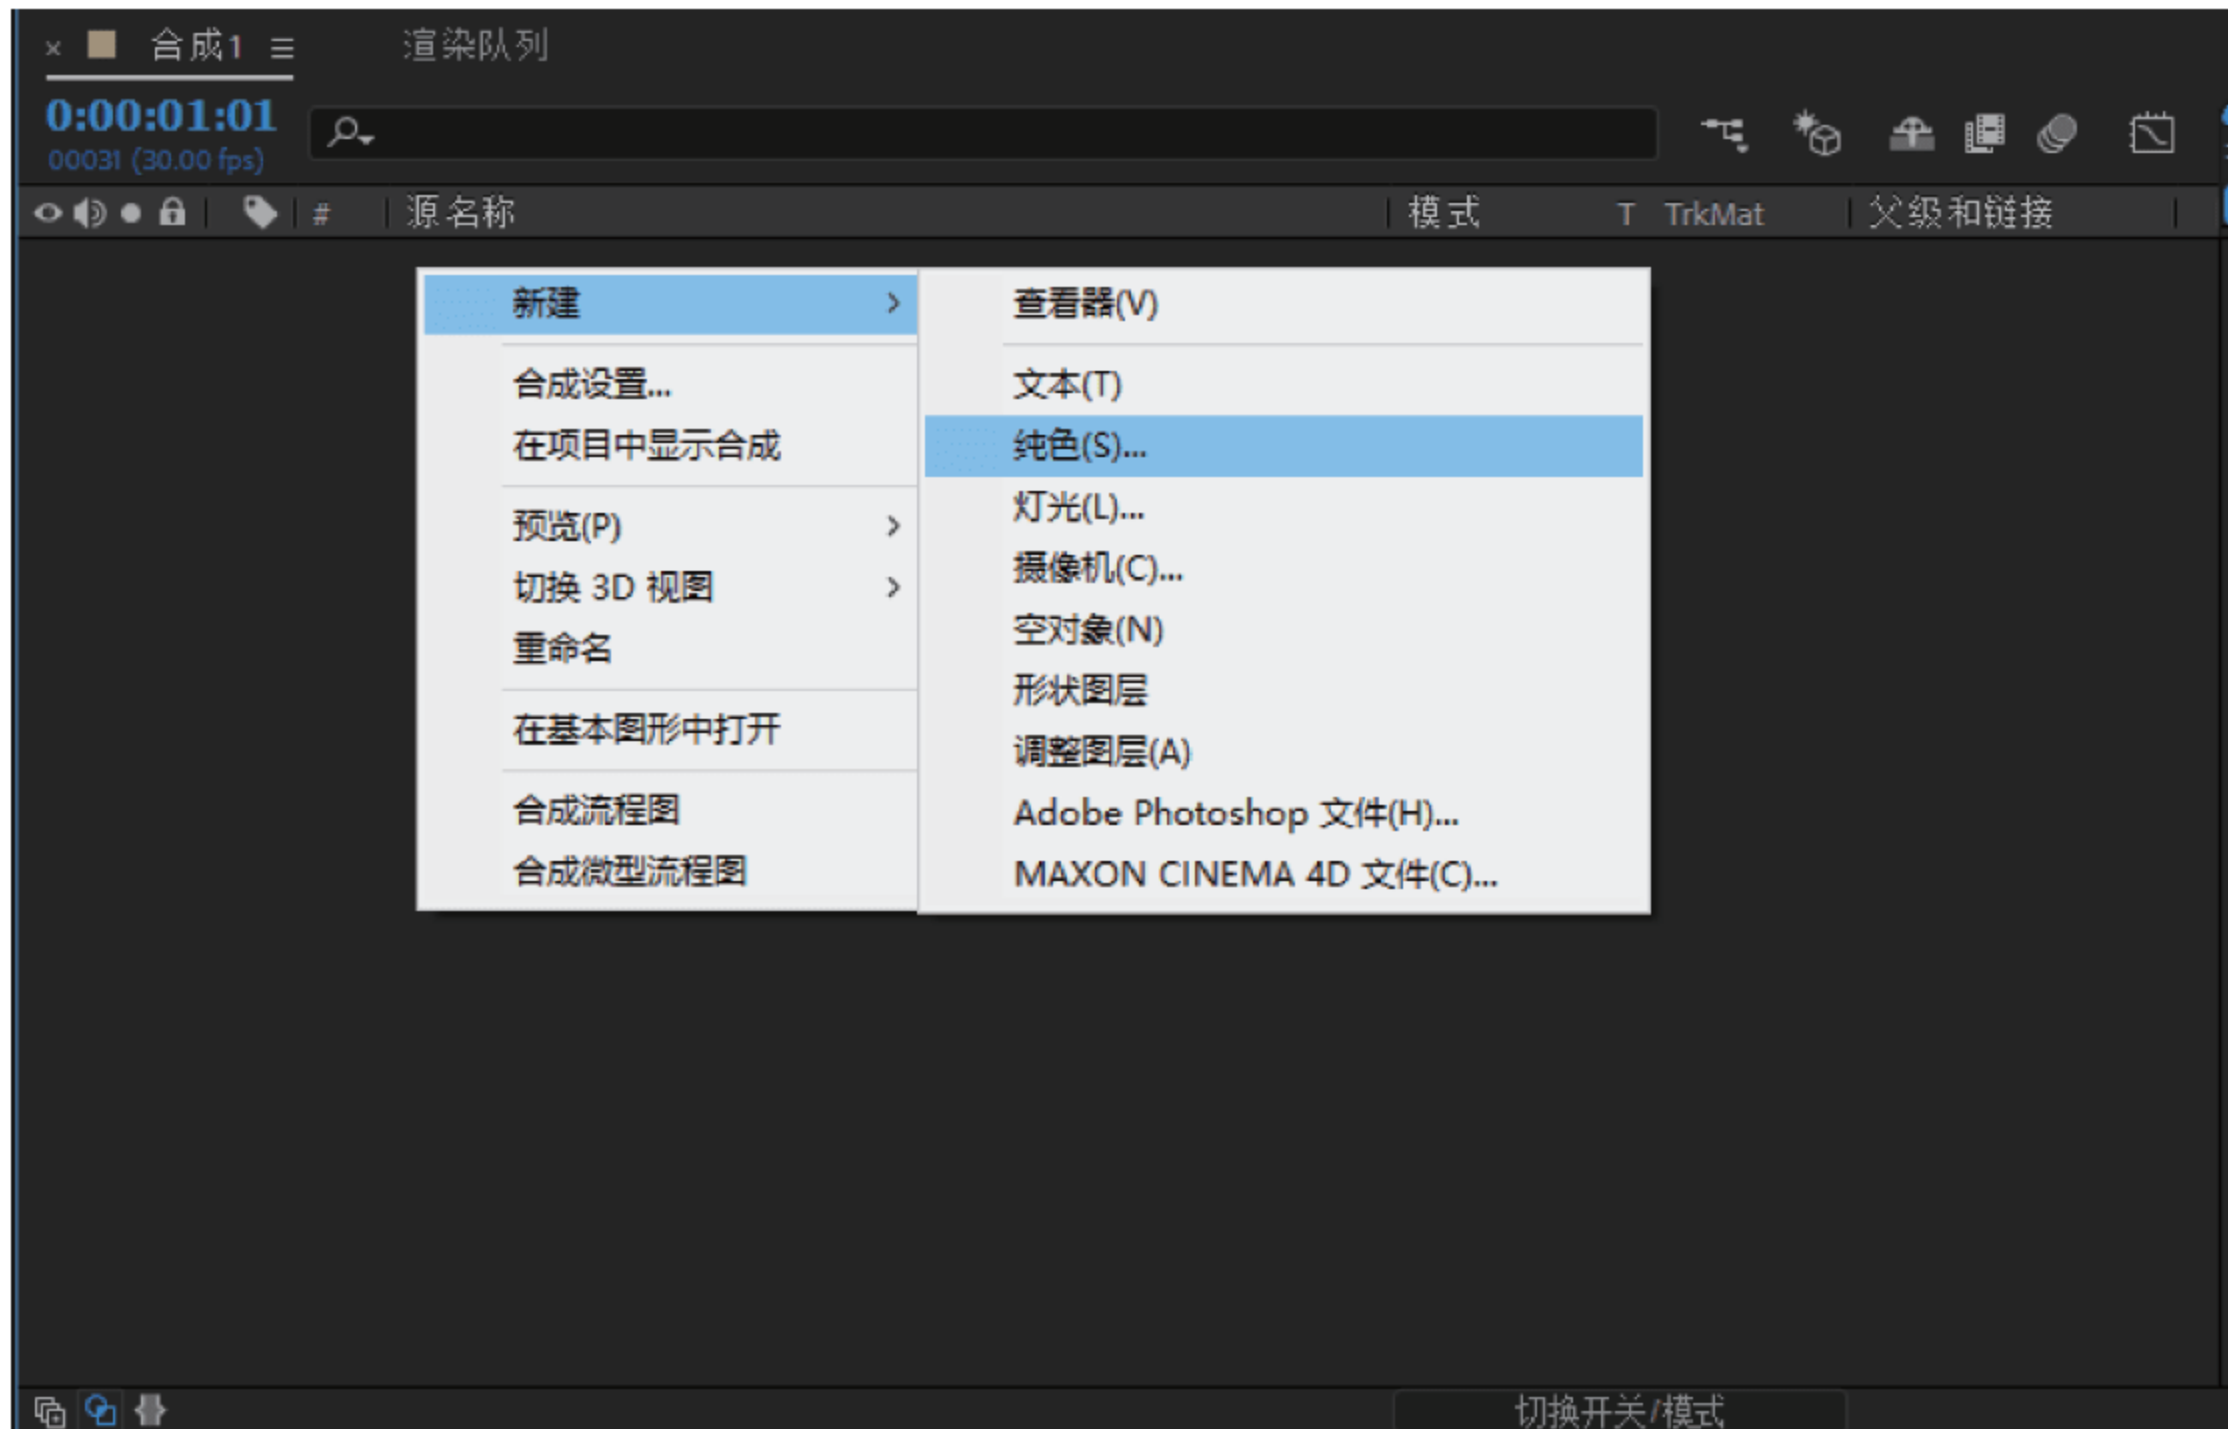 × 合成1 ☰ 渲染队列
0:00:01:01
00031 (30.00 fps)
# 源名称 模式 T TrkMat 父级和链接
新建
合成设置...
在项目中显示合成
预览(P)
切换 3D 视图
重命名
在基本图形中打开
合成流程图
合成微型流程图
查看器(V)
文本(T)
纯色(S)...
灯光(L)...
摄像机(C)...
空对象(N)
形状图层
调整图层(A)
Adobe Photoshop 文件(H)...
MAXON CINEMA 4D 文件(C)...
切换开关/模式